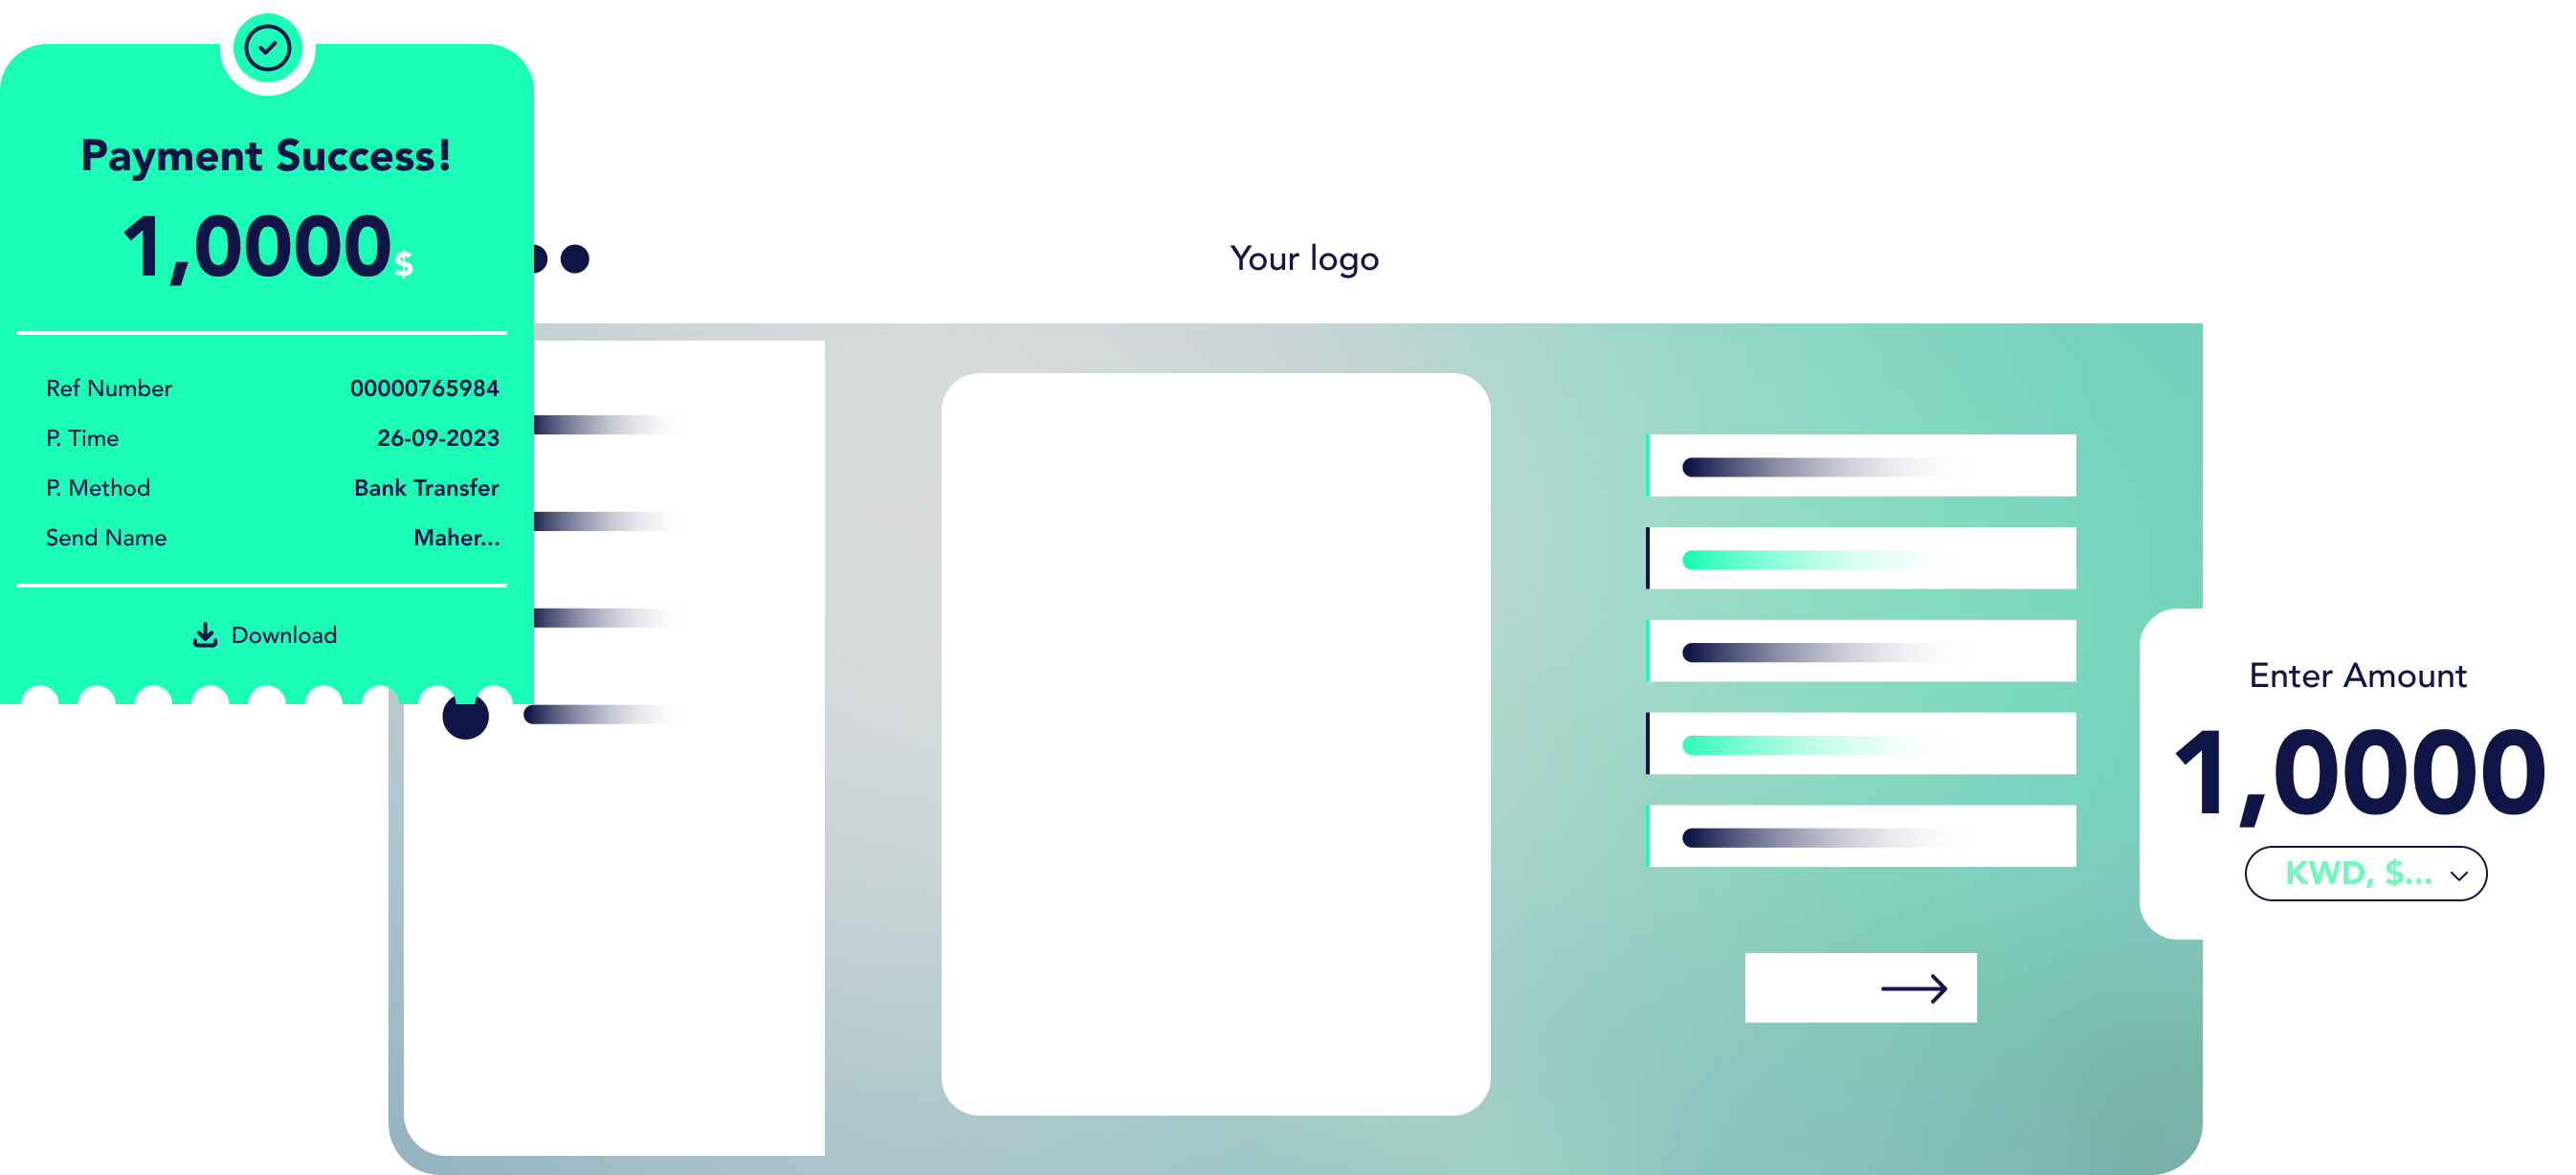 Payment Success!
1,0000$
Ref Number 00000765984
P. Time 26-09-2023
P. Method Bank Transfer
Send Name Maher...
Download
Your logo
Enter Amount
1,0000
KWD, $...